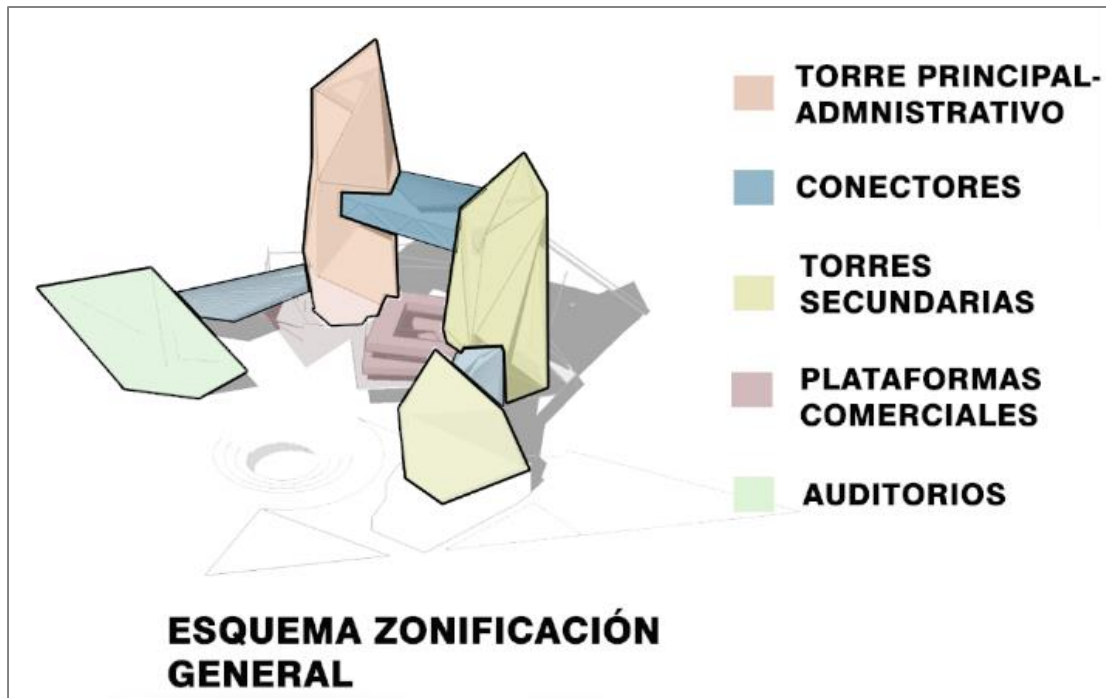 TORRE PRINCIPAL-
ADMNISTRATIVO
CONECTORES
TORRES
SECUNDARIAS
PLATAFORMAS
COMERCIALES
AUDITORIOS
ESQUEMA ZONIFICACIÓN
GENERAL